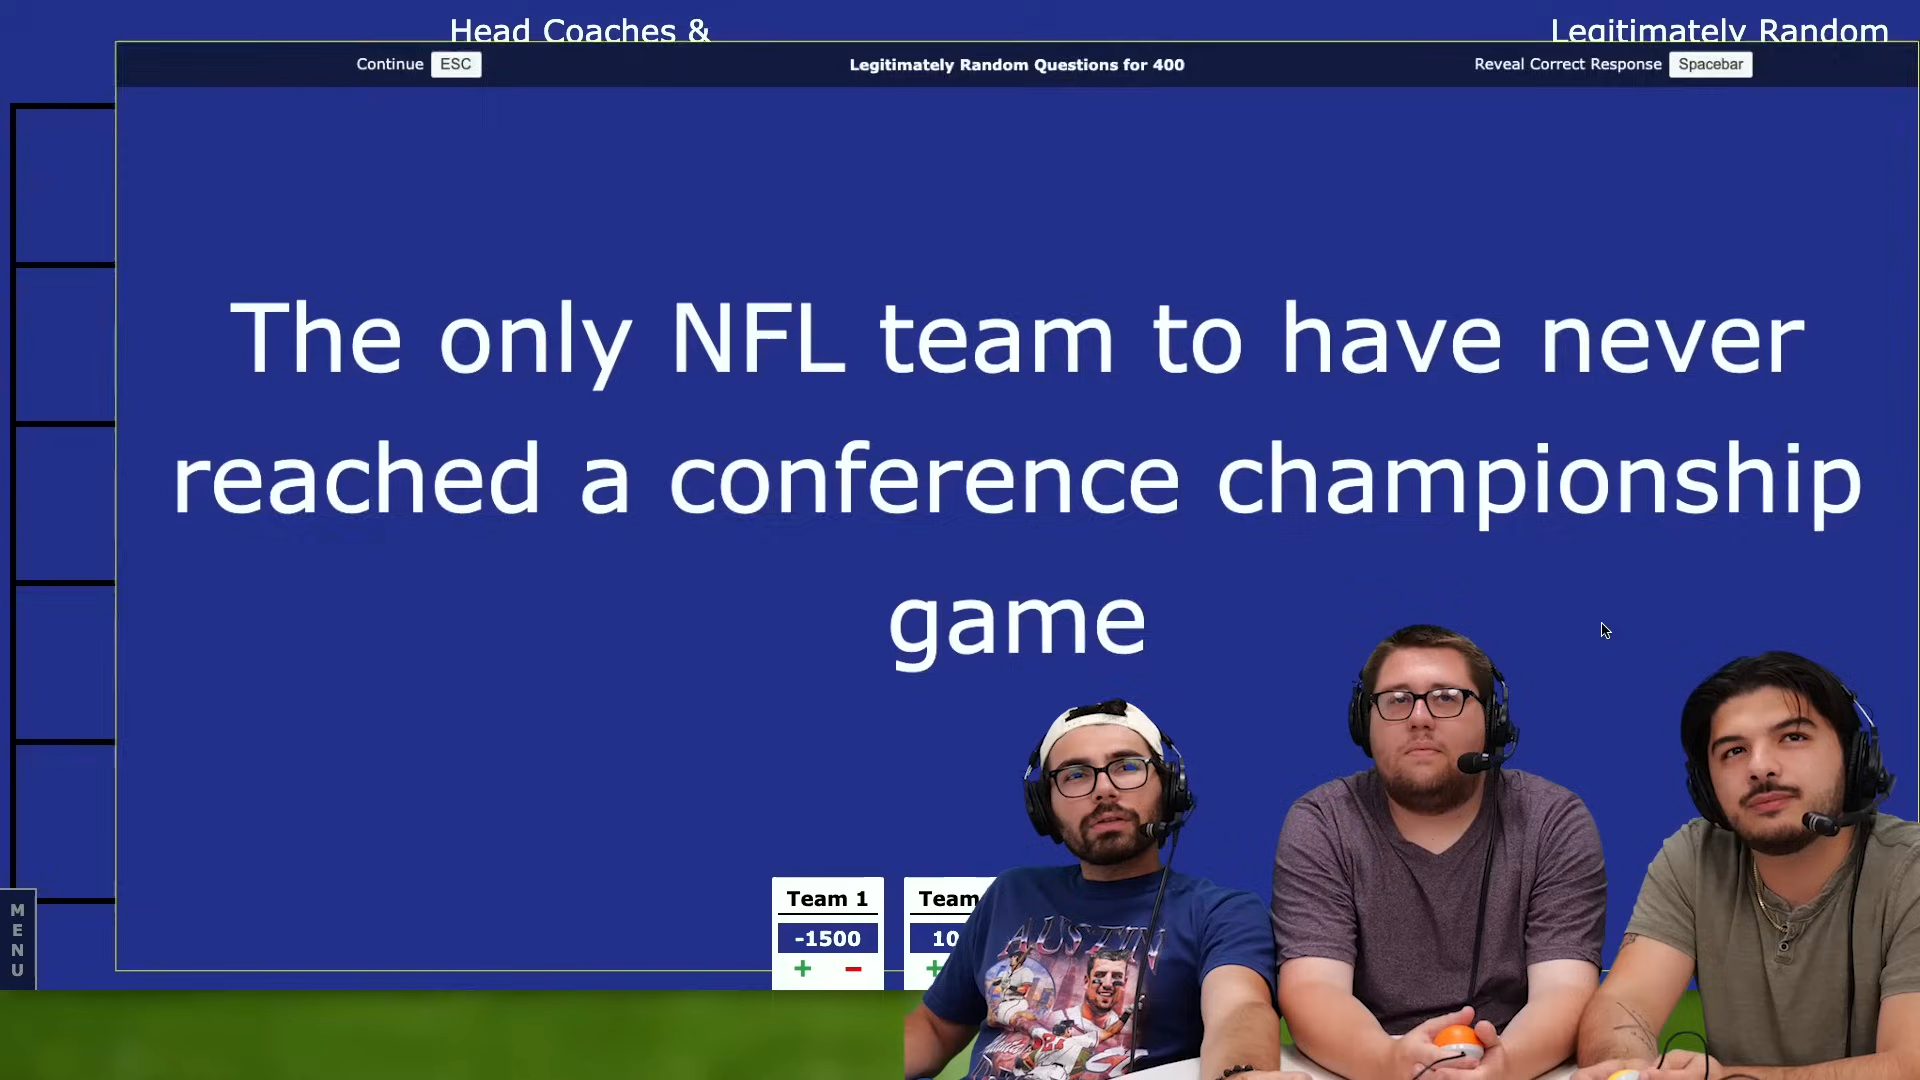 Head Coaches &
Legitimately Random
Continue ESC
Legitimately Random Questions for 400
Reveal Correct Response Spacebar
The only NFL team to have never
reached a conference championship
game
MENU
Team 1
-1500
+ −
Team
10
+
AUSTIN